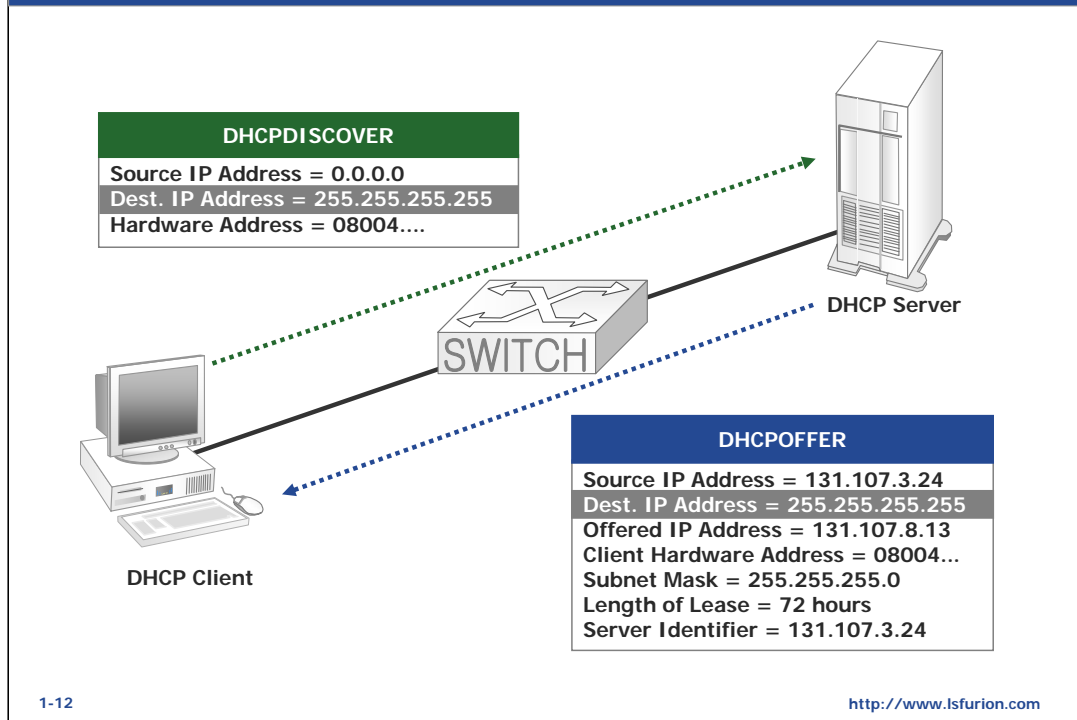 DHCPDISCOVER
Source IP Address = 0.0.0.0
Dest. IP Address = 255.255.255.255
Hardware Address = 08004....
DHCP Server
SWITCH
DHCP Client
DHCPOFFER
Source IP Address = 131.107.3.24
Dest. IP Address = 255.255.255.255
Offered IP Address = 131.107.8.13
Client Hardware Address = 08004...
Subnet Mask = 255.255.255.0
Length of Lease = 72 hours
Server Identifier = 131.107.3.24
1-12
http://www.lsfurion.com